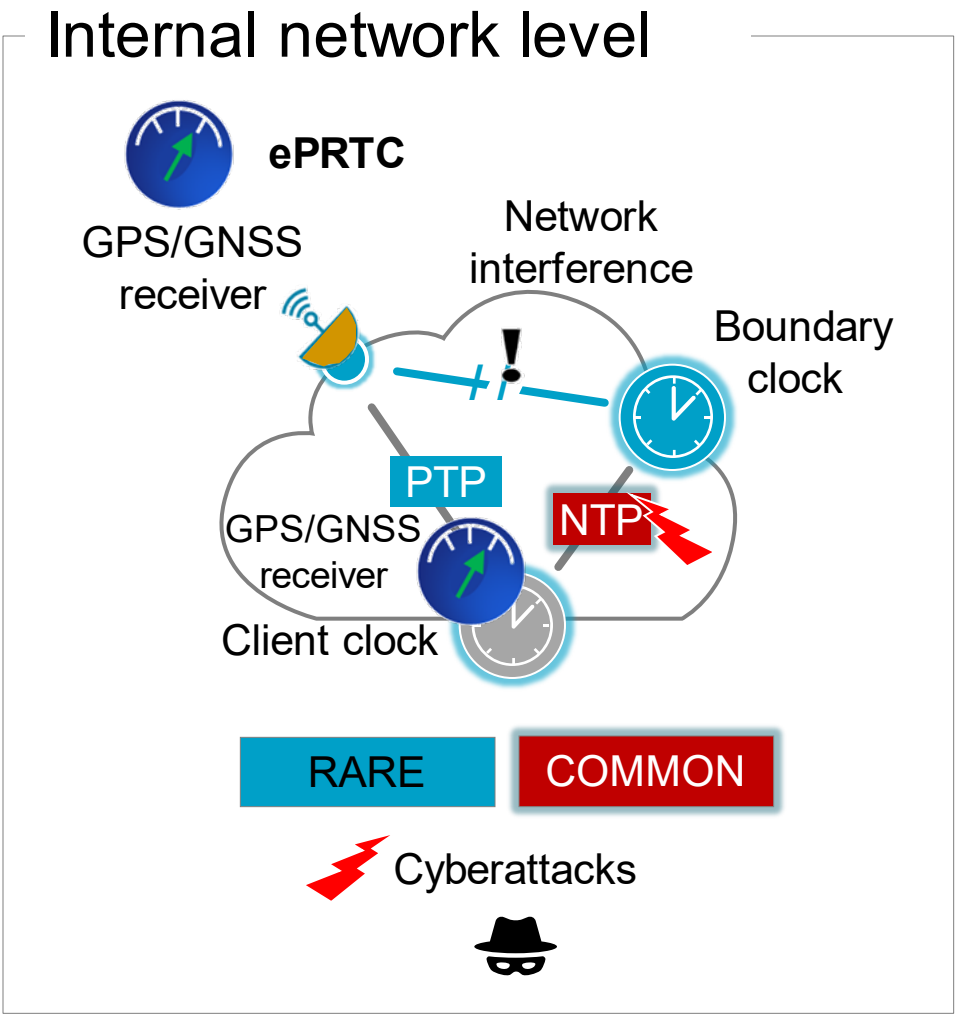 Internal network level
ePRTC
GPS/GNSS
receiver
Network
interference
Boundary
clock
PTP
NTP
GPS/GNSS
receiver
Client clock
RARE
COMMON
Cyberattacks